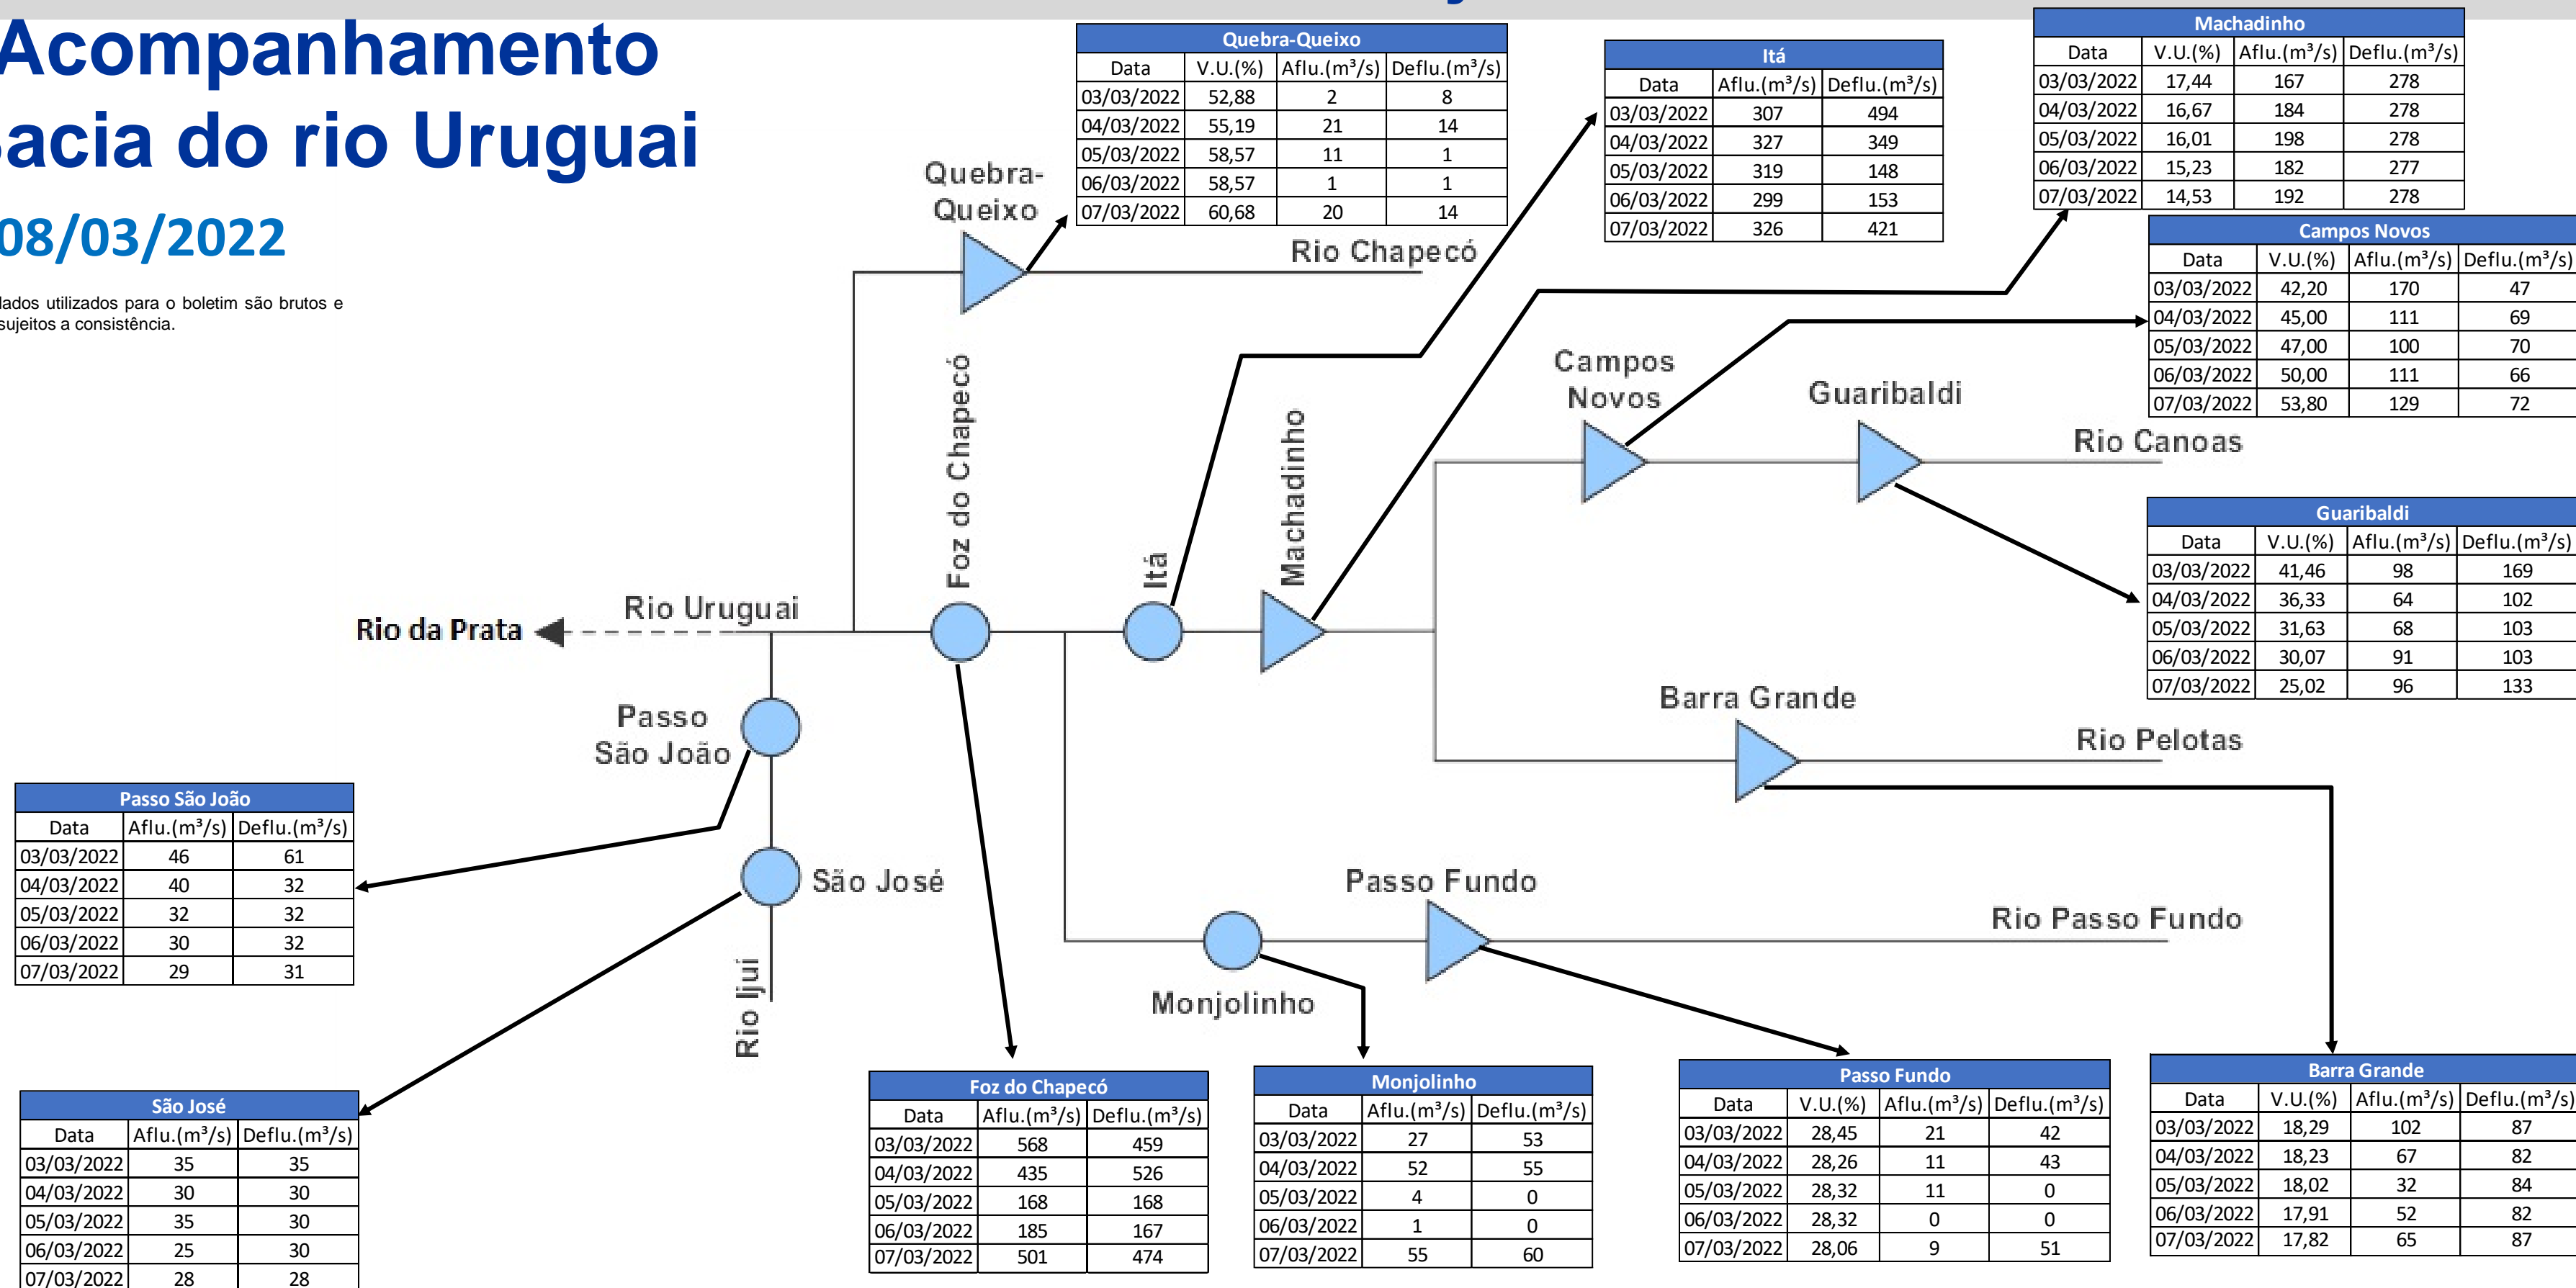 Acompanhamento
acia do rio Uruguai
08/03/2022
dados utilizados para o boletim são brutos e
sujeitos a consistência.
Quebra-Queixo
Data V.U.(%) Aflu.(m³/s) Deflu.(m³/s)
03/03/2022 52,88 2 8
04/03/2022 55,19 21 14
05/03/2022 58,57 11 1
06/03/2022 58,57 1 1
07/03/2022 60,68 20 14
Itá
Data Aflu.(m³/s) Deflu.(m³/s)
03/03/2022 307 494
04/03/2022 327 349
05/03/2022 319 148
06/03/2022 299 153
07/03/2022 326 421
Machadinho
Data V.U.(%) Aflu.(m³/s) Deflu.(m³/s)
03/03/2022 17,44 167 278
04/03/2022 16,67 184 278
05/03/2022 16,01 198 278
06/03/2022 15,23 182 277
07/03/2022 14,53 192 278
Campos Novos
Data V.U.(%) Aflu.(m³/s) Deflu.(m³/s)
03/03/2022 42,20 170 47
04/03/2022 45,00 111 69
05/03/2022 47,00 100 70
06/03/2022 50,00 111 66
07/03/2022 53,80 129 72
Quebra-
Queixo
Rio Chapecó
Foz do Chapecó
Itá
Machadinho
Campos
Novos
Guaribaldi
Rio Canoas
Guaribaldi
Data V.U.(%) Aflu.(m³/s) Deflu.(m³/s)
03/03/2022 41,46 98 169
04/03/2022 36,33 64 102
05/03/2022 31,63 68 103
06/03/2022 30,07 91 103
07/03/2022 25,02 96 133
Rio da Prata
Rio Uruguai
Passo
São João
Barra Grande
Rio Pelotas
São José
Passo Fundo
Rio Passo Fundo
Monjolinho
Rio Ijui
Passo São João
Data Aflu.(m³/s) Deflu.(m³/s)
03/03/2022 46 61
04/03/2022 40 32
05/03/2022 32 32
06/03/2022 30 32
07/03/2022 29 31
São José
Data Aflu.(m³/s) Deflu.(m³/s)
03/03/2022 35 35
04/03/2022 30 30
05/03/2022 35 30
06/03/2022 25 30
07/03/2022 28 28
Foz do Chapecó
Data Aflu.(m³/s) Deflu.(m³/s)
03/03/2022 568 459
04/03/2022 435 526
05/03/2022 168 168
06/03/2022 185 167
07/03/2022 501 474
Monjolinho
Data Aflu.(m³/s) Deflu.(m³/s)
03/03/2022 27 53
04/03/2022 52 55
05/03/2022 4 0
06/03/2022 1 0
07/03/2022 55 60
Passo Fundo
Data V.U.(%) Aflu.(m³/s) Deflu.(m³/s)
03/03/2022 28,45 21 42
04/03/2022 28,26 11 43
05/03/2022 28,32 11 0
06/03/2022 28,32 0 0
07/03/2022 28,06 9 51
Barra Grande
Data V.U.(%) Aflu.(m³/s) Deflu.(m³/s)
03/03/2022 18,29 102 87
04/03/2022 18,23 67 82
05/03/2022 18,02 32 84
06/03/2022 17,91 52 82
07/03/2022 17,82 65 87